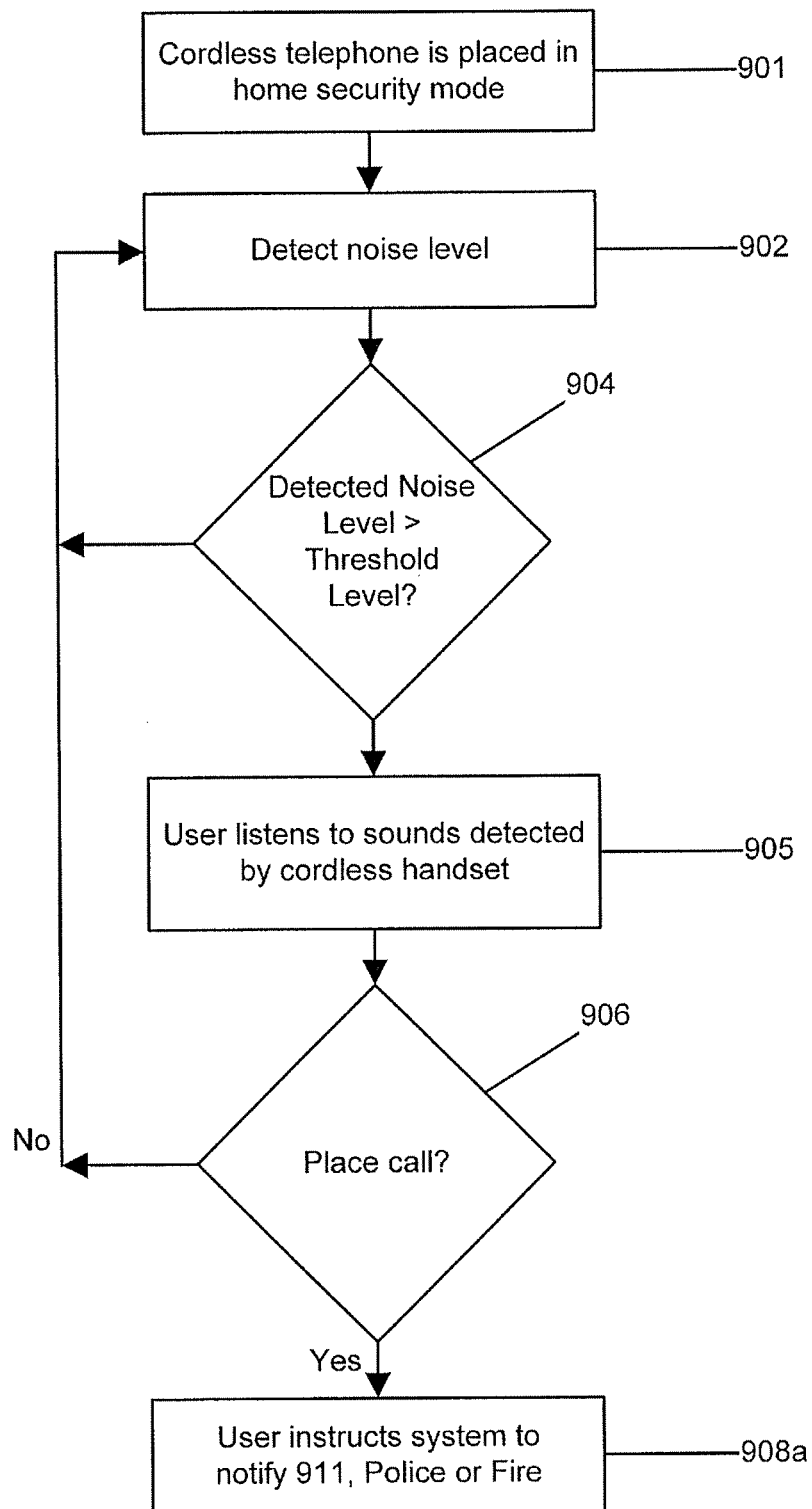 Cordless telephone is placed in
home security mode
901
Detect noise level
902
904
Detected Noise
Level >
Threshold
Level?
User listens to sounds detected
by cordless handset
905
906
Place call?
No
Yes
User instructs system to
notify 911, Police or Fire
908a